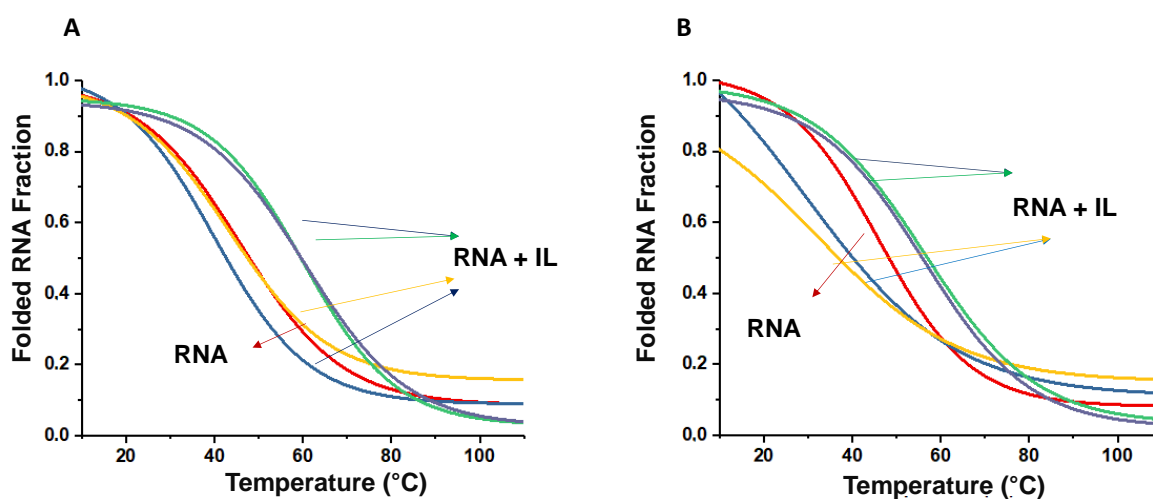 A
Folded RNA Fraction
1.0
0.8
0.6
0.4
0.2
0.0
RNA + IL
RNA
20 40 60 80 100
Temperature (°C)
B
Folded RNA Fraction
1.0
0.8
0.6
0.4
0.2
0.0
RNA + IL
RNA
20 40 60 80 100
Temperature (°C)